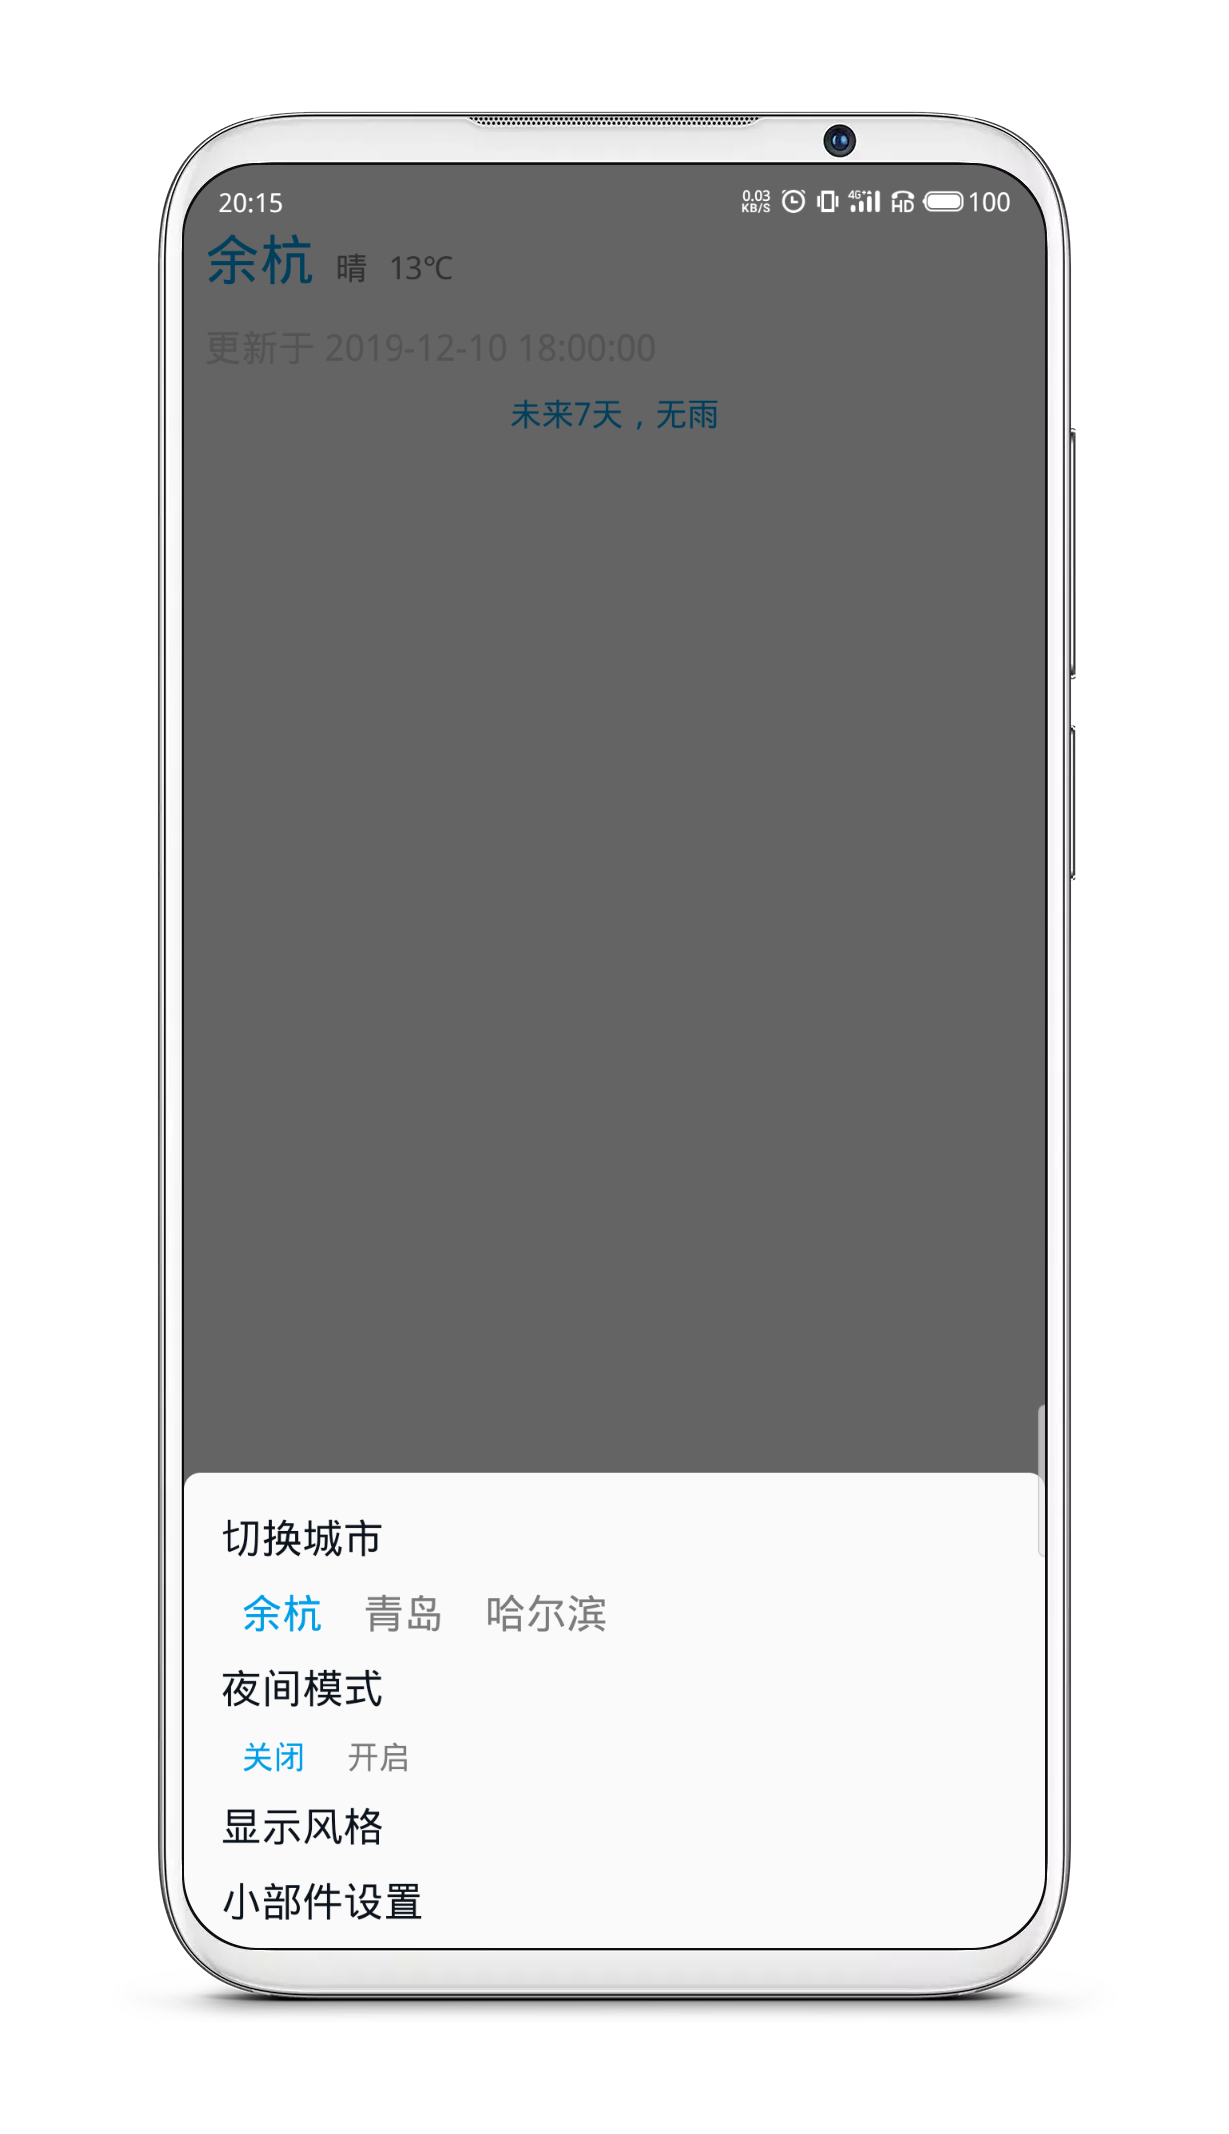 20:15 0.03 KB/S 4G+ HD 100
余杭 晴 13℃
更新于 2019-12-10 18:00:00
未来7天，无雨
切换城市
余杭 青岛 哈尔滨
夜间模式
关闭 开启
显示风格
小部件设置